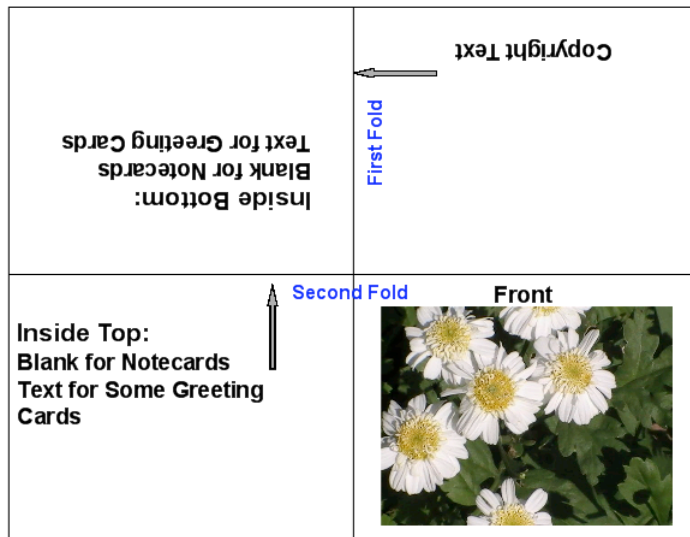 Copyright Text
First Fold
Inside Bottom:
Blank for Notecards
Text for Greeting Cards
Second Fold
Front
Inside Top:
Blank for Notecards
Text for Some Greeting
Cards